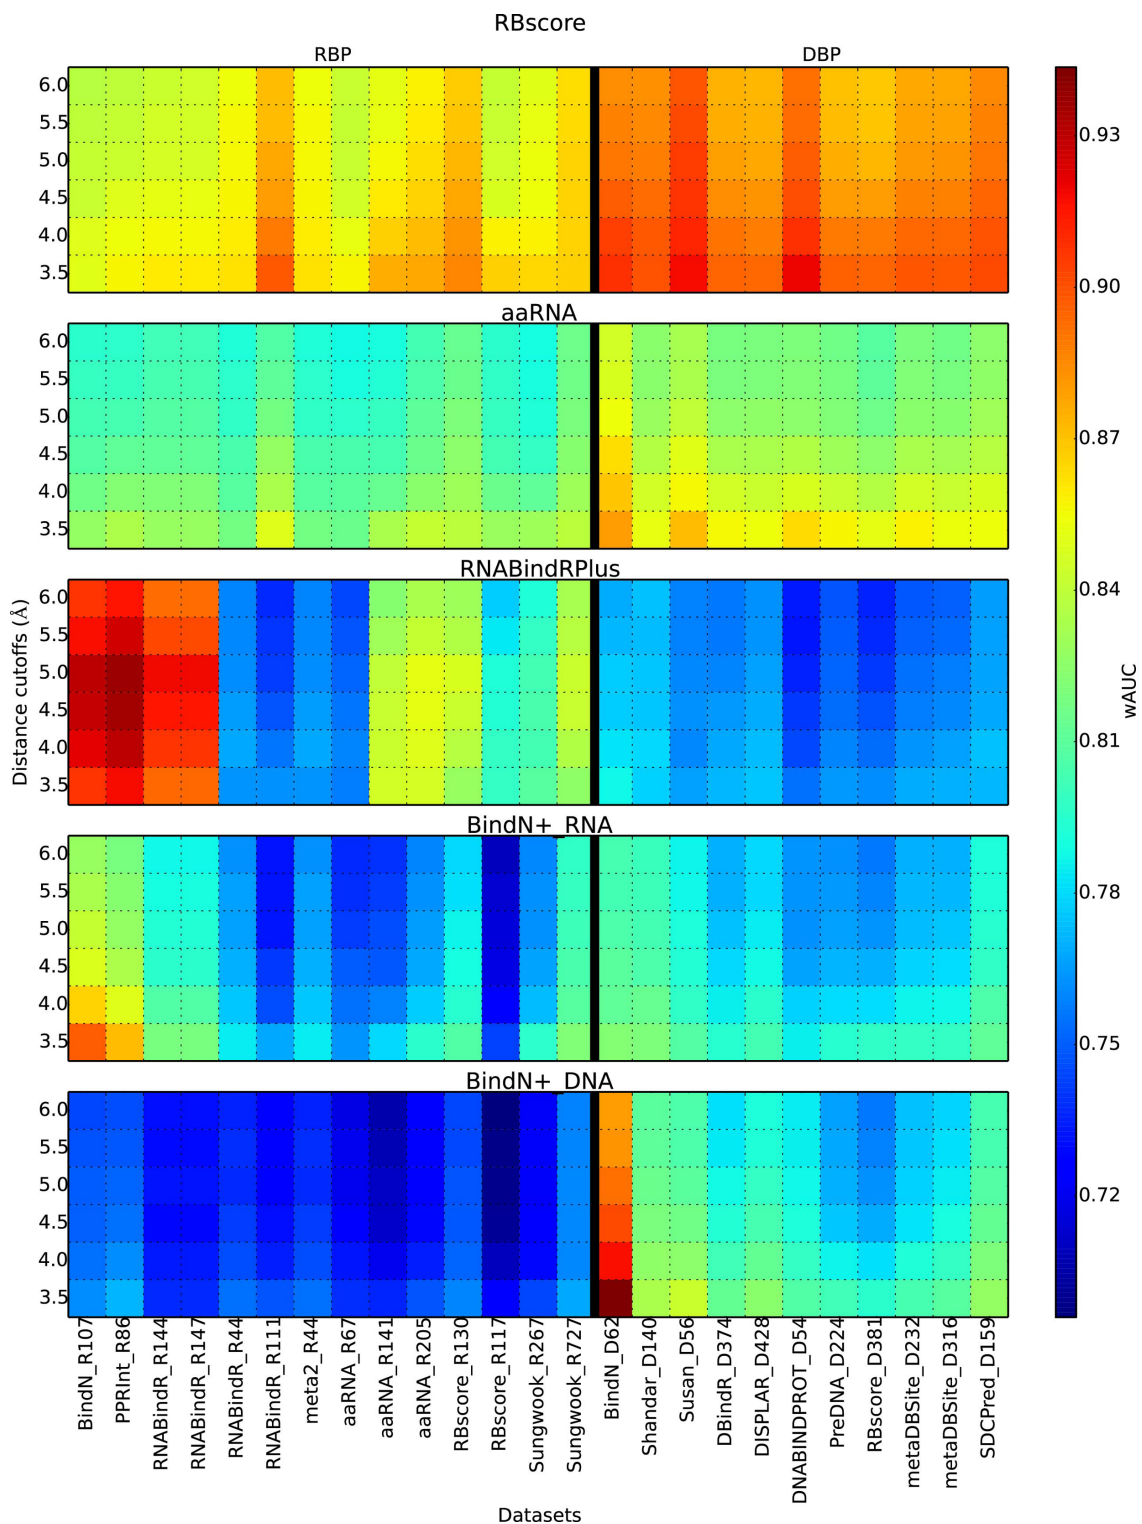 RBscore
RBP DBP
6.0
5.5
5.0
4.5
4.0
3.5
aaRNA
6.0
5.5
5.0
4.5
4.0
3.5
RNABindRPlus
6.0
5.5
5.0
4.5
4.0
3.5
BindN+_RNA
6.0
5.5
5.0
4.5
4.0
3.5
BindN+_DNA
6.0
5.5
5.0
4.5
4.0
3.5
Distance cutoffs (Å)
BindN_R107
PPRInt_R86
RNABindR_R144
RNABindR_R147
RNABindR_R44
RNABindR_R111
meta2_R44
aaRNA_R67
aaRNA_R141
aaRNA_R205
RBscore_R130
RBscore_R117
Sungwook_R267
Sungwook_R727
BindN_D62
Shandar_D140
Susan_D56
DBindR_D374
DISPLAR_D428
DNABINDPROT_D54
PreDNA_D224
RBscore_D381
metaDBSite_D232
metaDBSite_D316
SDCPred_D159
Datasets
0.93
0.90
0.87
0.84
0.81
0.78
0.75
0.72
wAUC